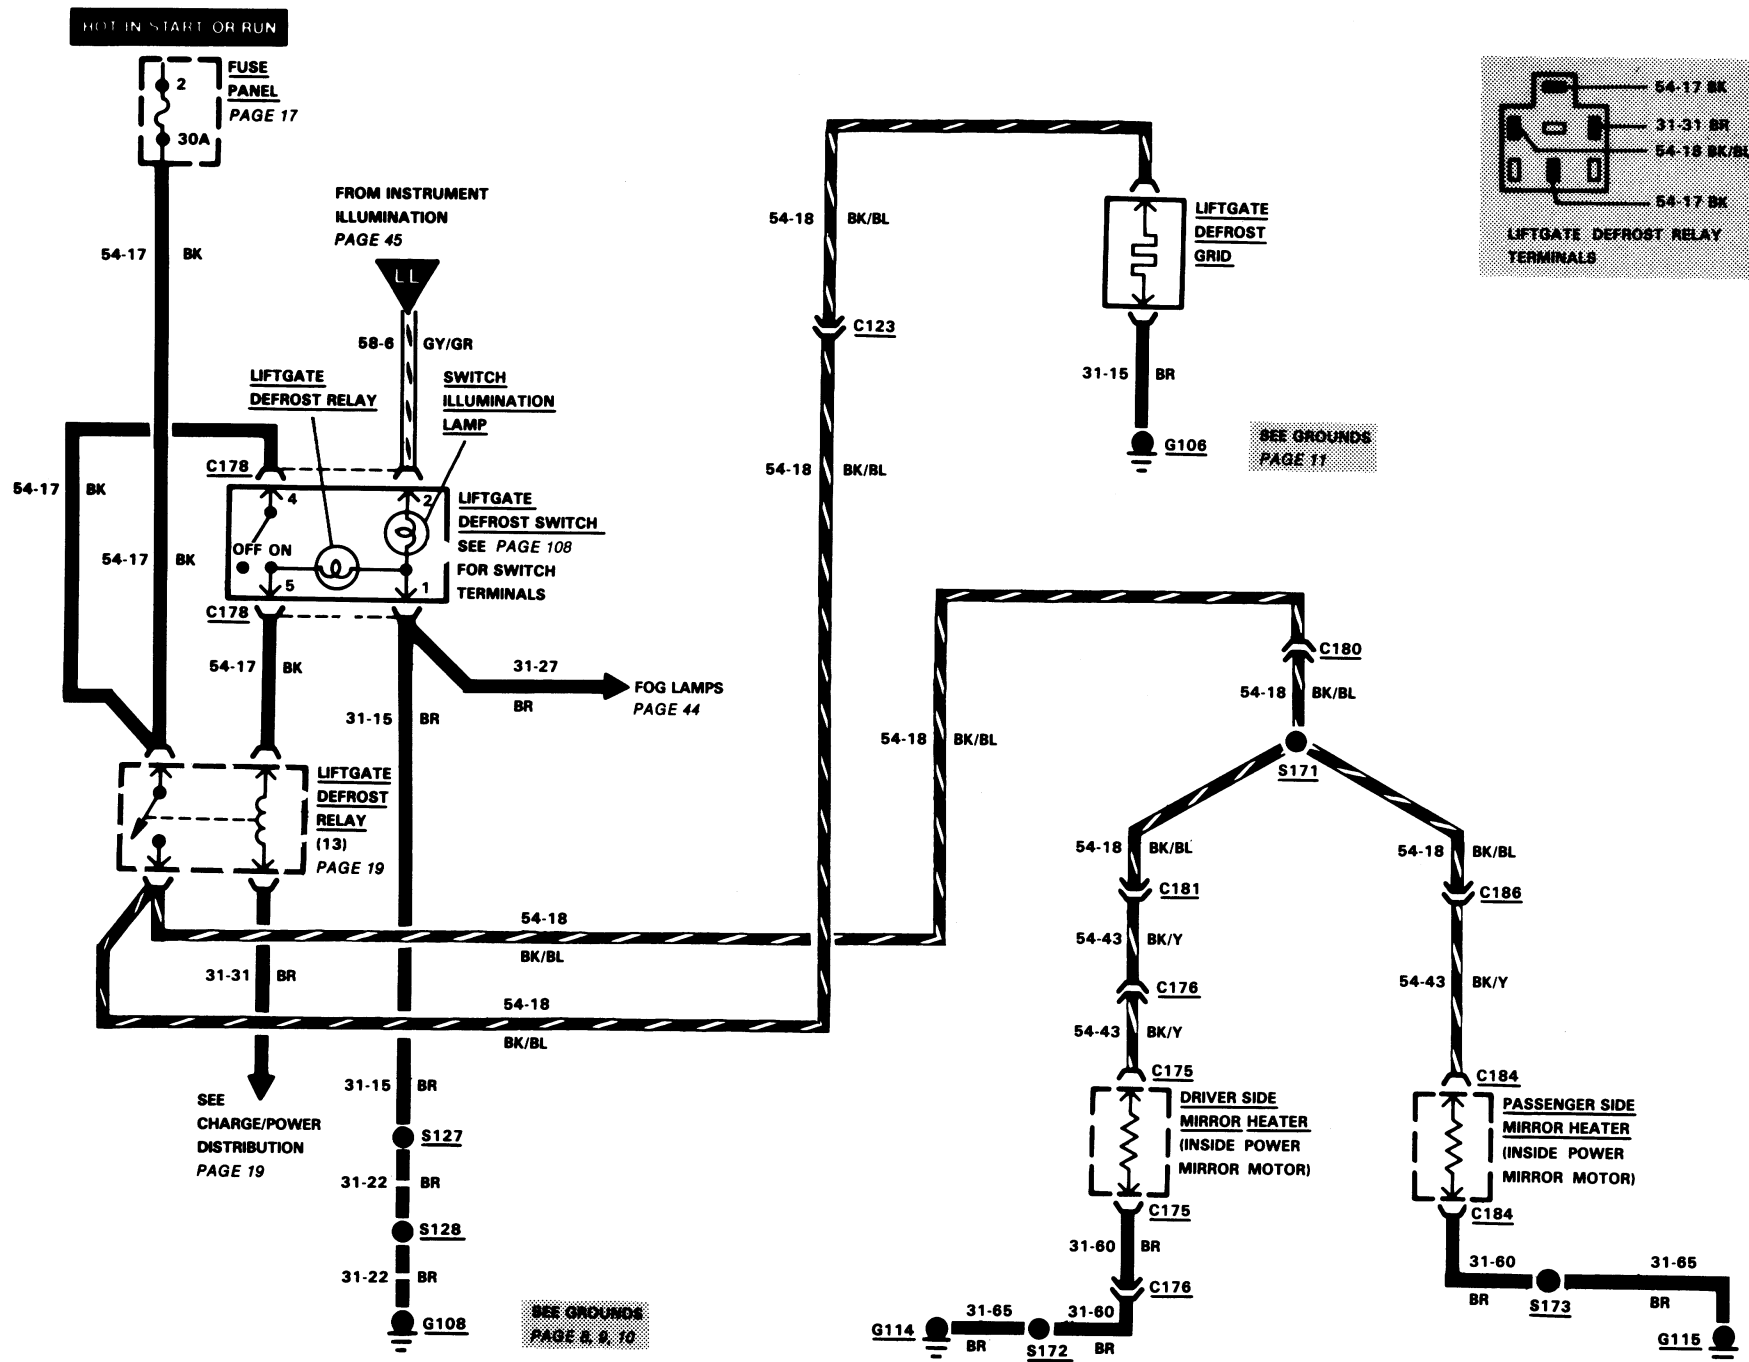 HOT IN START OR RUN
2
30A
FUSE
PANEL
PAGE 17
54-17 BK
FROM INSTRUMENT
ILLUMINATION
PAGE 45
LL
58-6 GY/GR
LIFTGATE
DEFROST RELAY
SWITCH
ILLUMINATION
LAMP
C178
54-17 BK
4
2
OFF ON
5
1
LIFTGATE
DEFROST SWITCH
SEE PAGE 108
FOR SWITCH
TERMINALS
54-17 BK
C178
54-17 BK
31-27
BR
FOG LAMPS
PAGE 44
31-15 BR
LIFTGATE
DEFROST
RELAY
(13)
PAGE 19
54-18
BK/BL
31-31 BR
54-18
BK/BL
SEE
CHARGE/POWER
DISTRIBUTION
PAGE 19
31-15 BR
S127
31-22 BR
S128
31-22 BR
G108
SEE GROUNDS
PAGE 8, 9, 10
54-18 BK/BL
C123
54-18 BK/BL
LIFTGATE
DEFROST
GRID
31-15 BR
G106
SEE GROUNDS
PAGE 11
54-17 BK
31-31 BR
54-18 BK/BL
54-17 BK
LIFTGATE DEFROST RELAY
TERMINALS
54-18 BK/BL
C180
54-18 BK/BL
S171
54-18 BK/BL
C181
54-43 BK/Y
C176
54-43 BK/Y
C175
DRIVER SIDE
MIRROR HEATER
(INSIDE POWER
MIRROR MOTOR)
C175
31-60 BR
C176
31-60
BR
S172
31-65
BR
G114
54-18 BK/BL
C186
54-43 BK/Y
C184
PASSENGER SIDE
MIRROR HEATER
(INSIDE POWER
MIRROR MOTOR)
C184
31-60
BR
S173
31-65
BR
G115